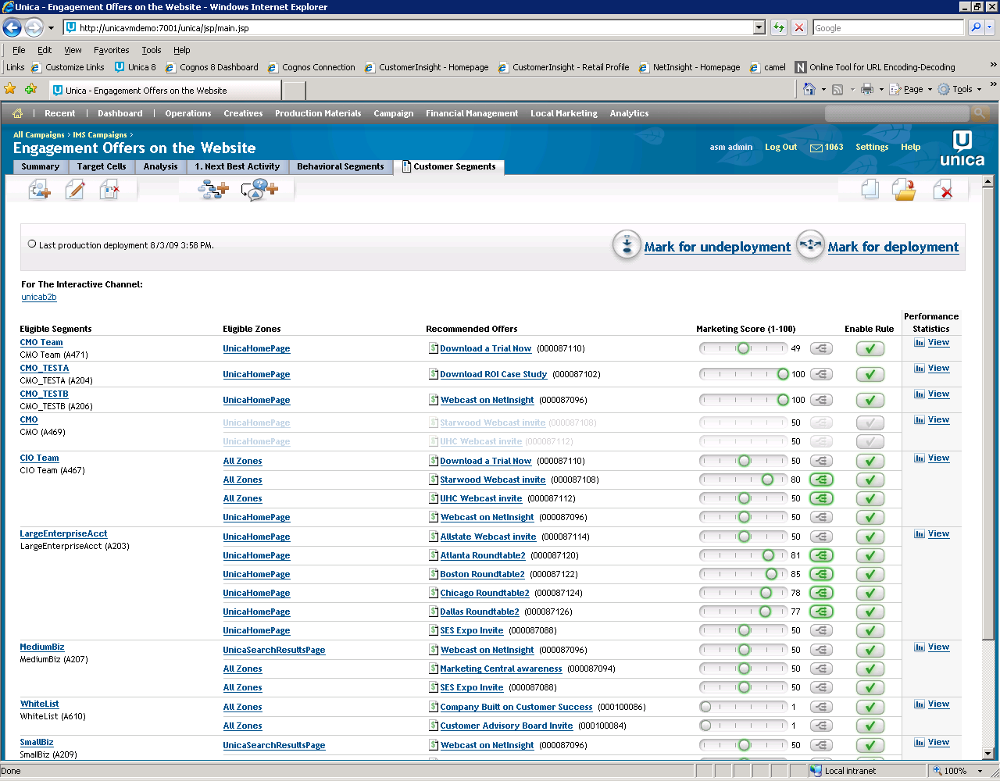 Unica - Engagement Offers on the Website - Windows Internet Explorer
http://unicavmdemo:7001/unica/jsp/main.jsp
Google
File Edit View Favorites Tools Help
Links Customize Links Unica 8 Cognos 8 Dashboard Cognos Connection CustomerInsight - Homepage CustomerInsight - Retail Profile NetInsight - Homepage camel N Online Tool for URL Encoding-Decoding »
Unica - Engagement Offers on the Website
Page Tools »
Recent Dashboard Operations Creatives Production Materials Campaign Financial Management Local Marketing Analytics
All Campaigns > IMS Campaigns >
Engagement Offers on the Website
asm admin Log Out 1063 Settings Help
unica
Summary Target Cells Analysis 1. Next Best Activity Behavioral Segments Customer Segments
Last production deployment 8/3/09 3:58 PM.
Mark for undeployment Mark for deployment
For The Interactive Channel:
unicab2b
Eligible Segments Eligible Zones Recommended Offers Marketing Score (1-100) Enable Rule Performance Statistics
CMO Team UnicaHomePage Download a Trial Now (000087110) 49 View
CMO Team (A471)
CMO_TESTA UnicaHomePage Download ROI Case Study (000087102) 100 View
CMO_TESTA (A204)
CMO_TESTB UnicaHomePage Webcast on NetInsight (000087096) 100 View
CMO_TESTB (A206)
CMO UnicaHomePage Starwood Webcast invite (000087108) 50 View
CMO (A469)
UnicaHomePage UHC Webcast invite (000087112) 50
CIO Team All Zones Download a Trial Now (000087110) 50 View
CIO Team (A467)
All Zones Starwood Webcast invite (000087108) 80
All Zones UHC Webcast invite (000087112) 50
UnicaHomePage Webcast on NetInsight (000087096) 50
LargeEnterpriseAcct UnicaHomePage Allstate Webcast invite (000087114) 50 View
LargeEnterpriseAcct (A203)
UnicaHomePage Atlanta Roundtable2 (000087120) 81
UnicaHomePage Boston Roundtable2 (000087122) 85
UnicaHomePage Chicago Roundtable2 (000087124) 78
UnicaHomePage Dallas Roundtable2 (000087126) 77
UnicaHomePage SES Expo Invite (000087088) 50
MediumBiz UnicaSearchResultsPage Webcast on NetInsight (000087096) 50 View
MediumBiz (A207)
All Zones Marketing Central awareness (000087094) 50
All Zones SES Expo Invite (000087088) 50
WhiteList All Zones Company Built on Customer Success (000100086) 1 View
WhiteList (A610)
All Zones Customer Advisory Board Invite (000100084) 1
SmallBiz UnicaSearchResultsPage Webcast on NetInsight (000087096) 50 View
SmallBiz (A209)
Done Local intranet 100%